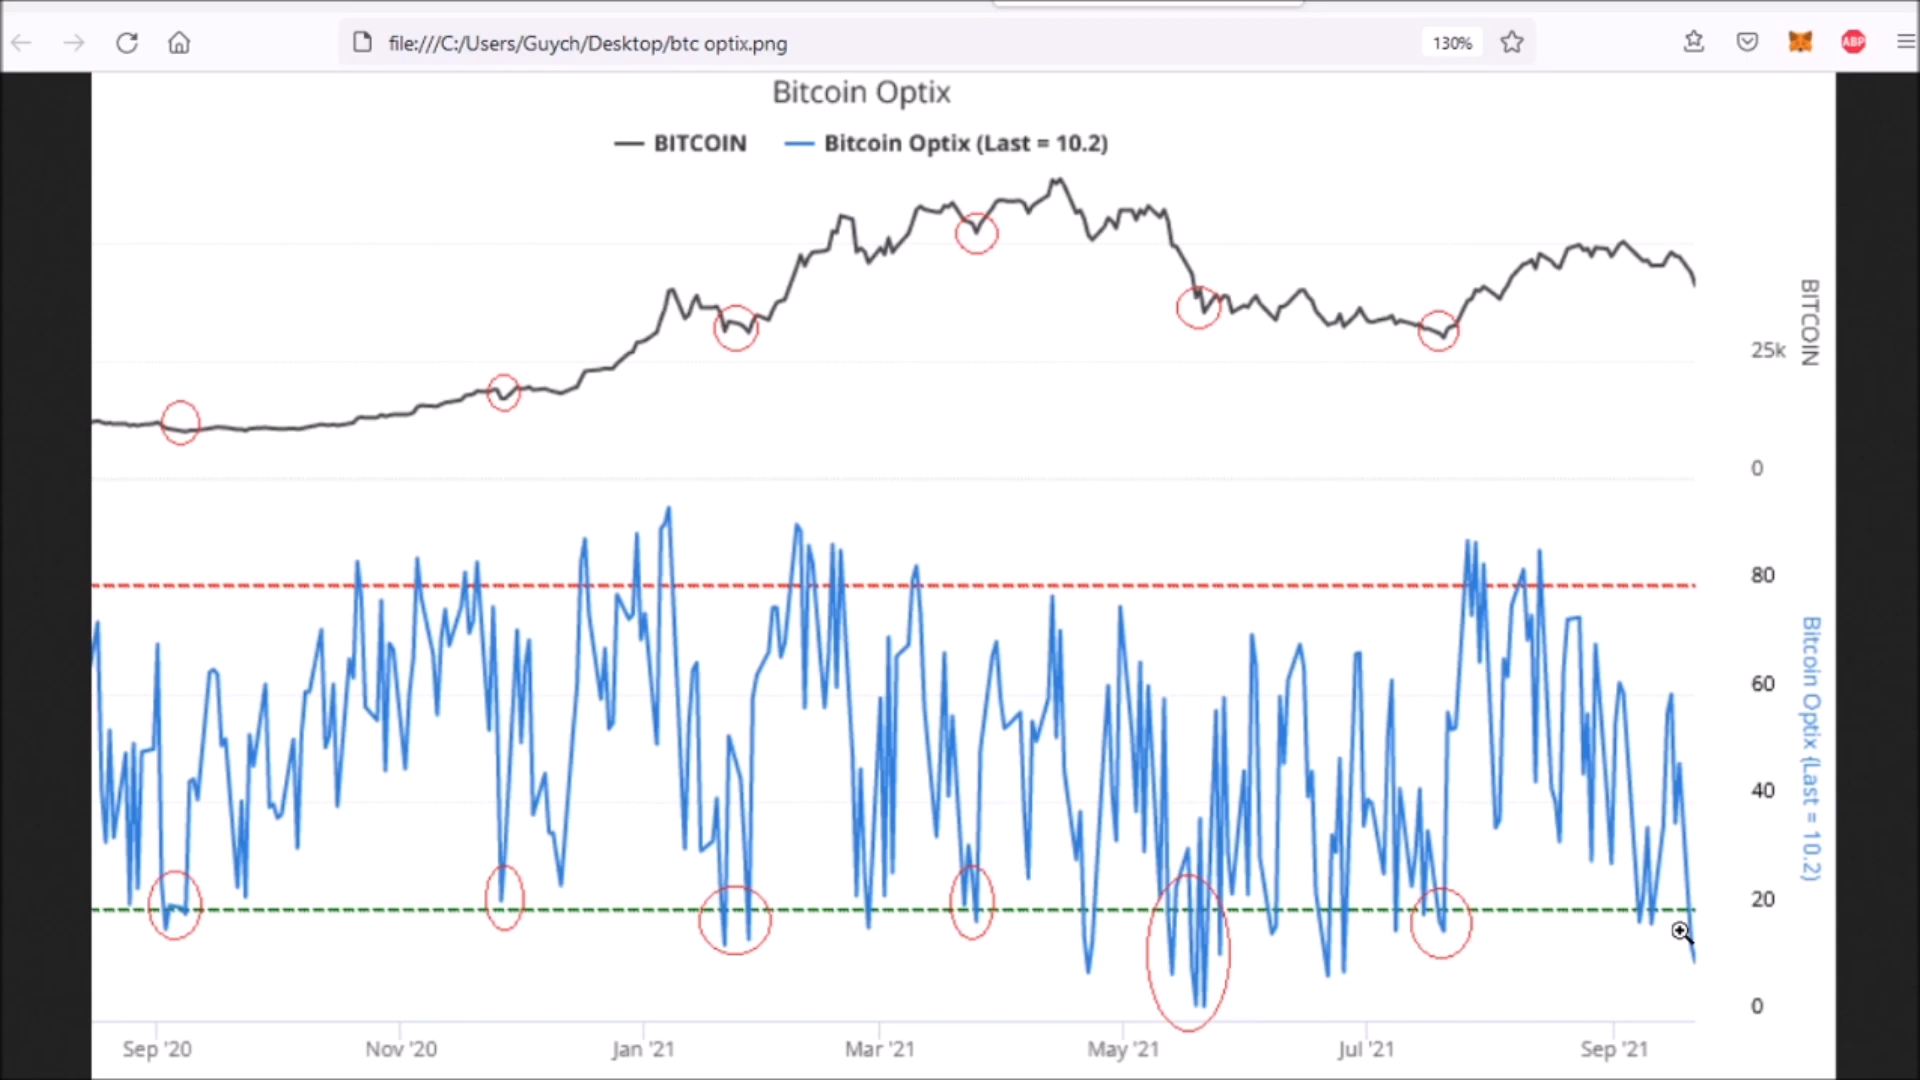 file:///C:/Users/Guych/Desktop/btc optix.png
130%
ABP
Bitcoin Optix
BITCOIN
Bitcoin Optix (Last = 10.2)
BITCOIN
25k
0
80
60
40
20
0
Bitcoin Optix (Last = 10.2)
Sep '20
Nov '20
Jan '21
Mar '21
May '21
Jul '21
Sep '21